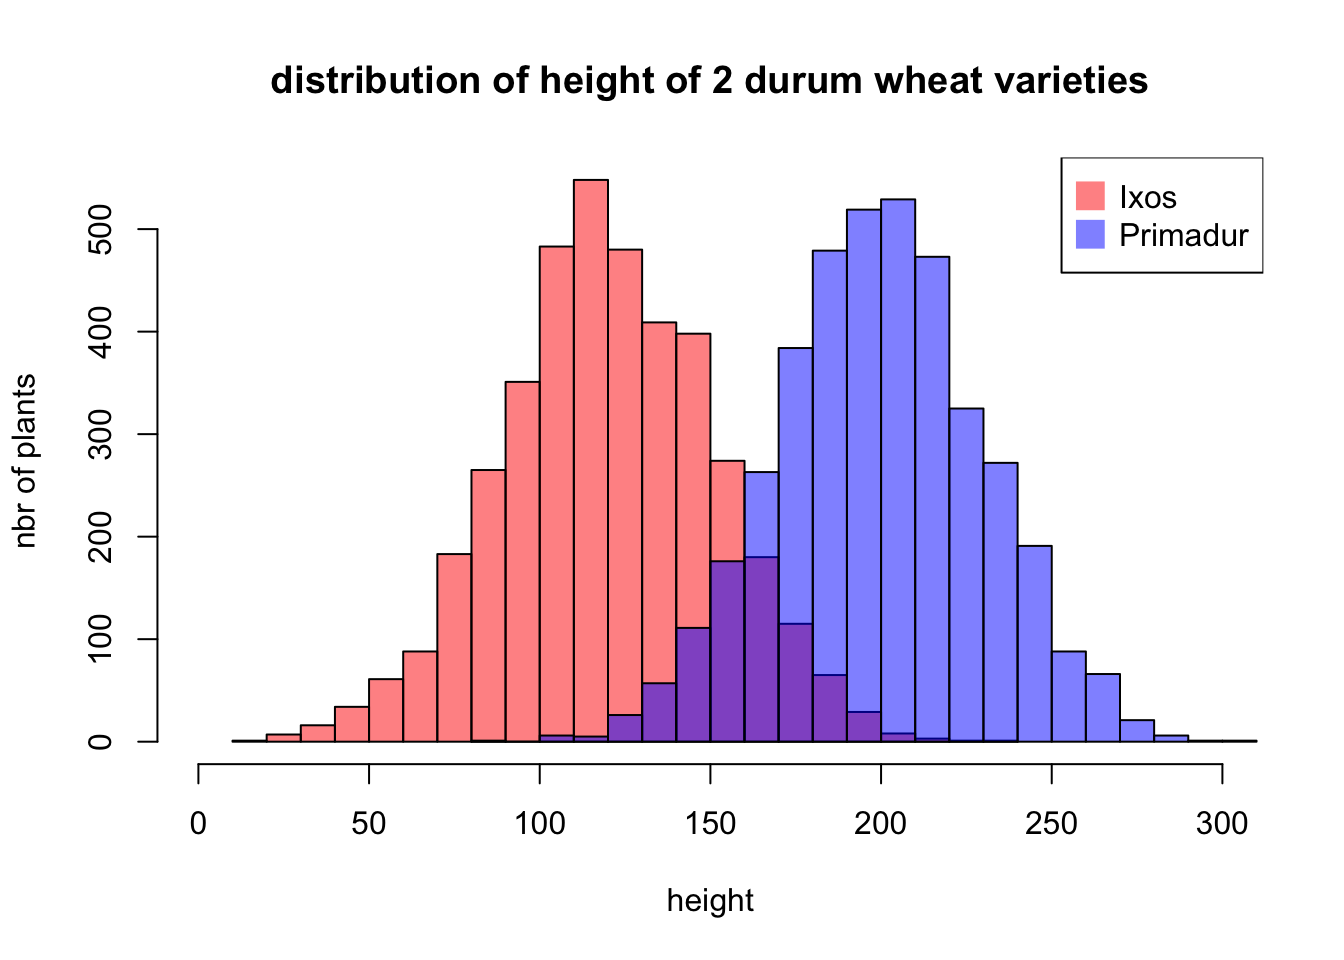 distribution of height of 2 durum wheat varieties
Ixos
Primadur
nbr of plants
500
400
300
200
100
0
0 50 100 150 200 250 300
height